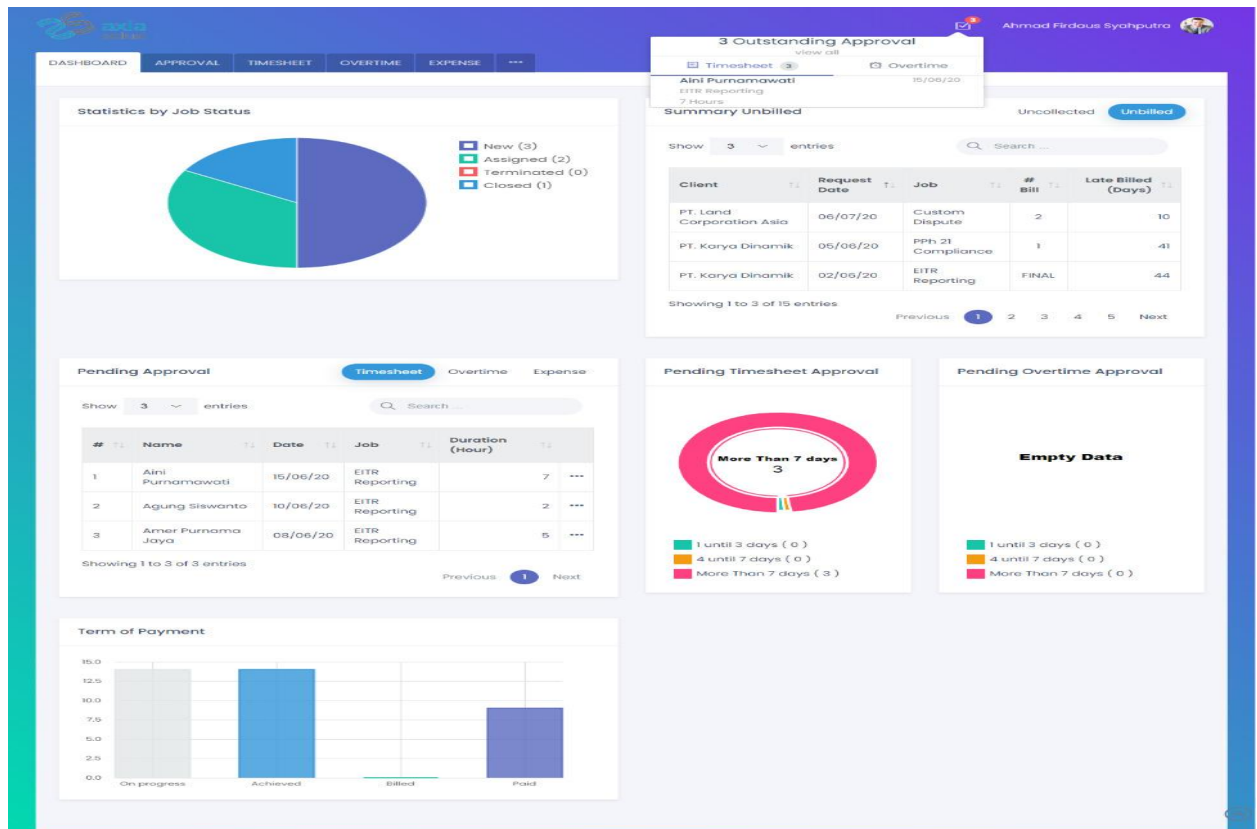 axia
Ahmad Firdaus Syahputra
3
3 Outstanding Approval
view all
Timesheet 3 Overtime
Aini Purnamawati 15/06/20
EITR Reporting
7 Hours
DASHBOARD APPROVAL TIMESHEET OVERTIME EXPENSE
Statistics by Job Status
New (3)
Assigned (2)
Terminated (0)
Closed (1)
Summary Unbilled Uncollected Unbilled
Show 3 entries Search ...
Client Request Date Job # Bill Late Billed (Days)
PT. Land Corporation Asia 06/07/20 Custom Dispute 2 10
PT. Karya Dinamik 05/06/20 PPh 21 Compliance 1 41
PT. Karya Dinamik 02/06/20 EITR Reporting FINAL 44
Showing 1 to 3 of 15 entries
Previous 1 2 3 4 5 Next
Pending Approval Timesheet Overtime Expense
Show 3 entries Search ...
# Name Date Job Duration (Hour)
1 Aini Purnamawati 15/06/20 EITR Reporting 7
2 Agung Siswanto 10/06/20 EITR Reporting 2
3 Amer Purnama Jaya 08/06/20 EITR Reporting 5
Showing 1 to 3 of 3 entries
Previous 1 Next
Pending Timesheet Approval
More Than 7 days
3
1 until 3 days ( 0 )
4 until 7 days ( 0 )
More Than 7 days ( 3 )
Pending Overtime Approval
Empty Data
1 until 3 days ( 0 )
4 until 7 days ( 0 )
More Than 7 days ( 0 )
Term of Payment
15.0
12.5
10.0
7.5
5.0
2.5
0.0
On progress Achieved Billed Paid